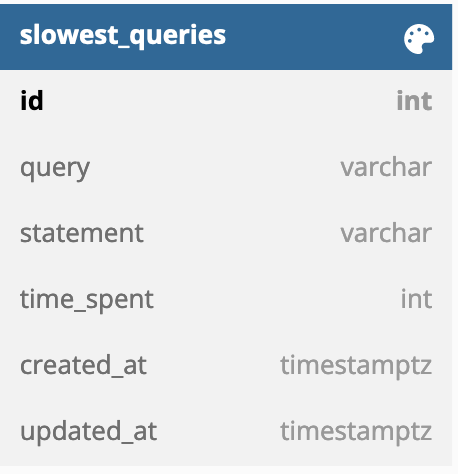 slowest_queries
id int
query varchar
statement varchar
time_spent int
created_at timestamptz
updated_at timestamptz